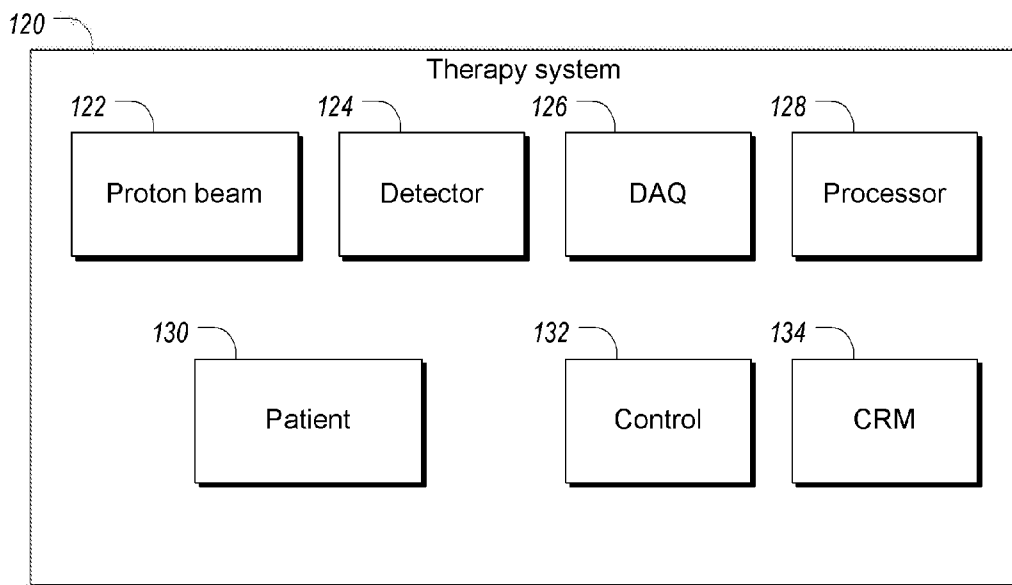 120
Therapy system
122 124 126 128
Proton beam Detector DAQ Processor
130 132 134
Patient Control CRM